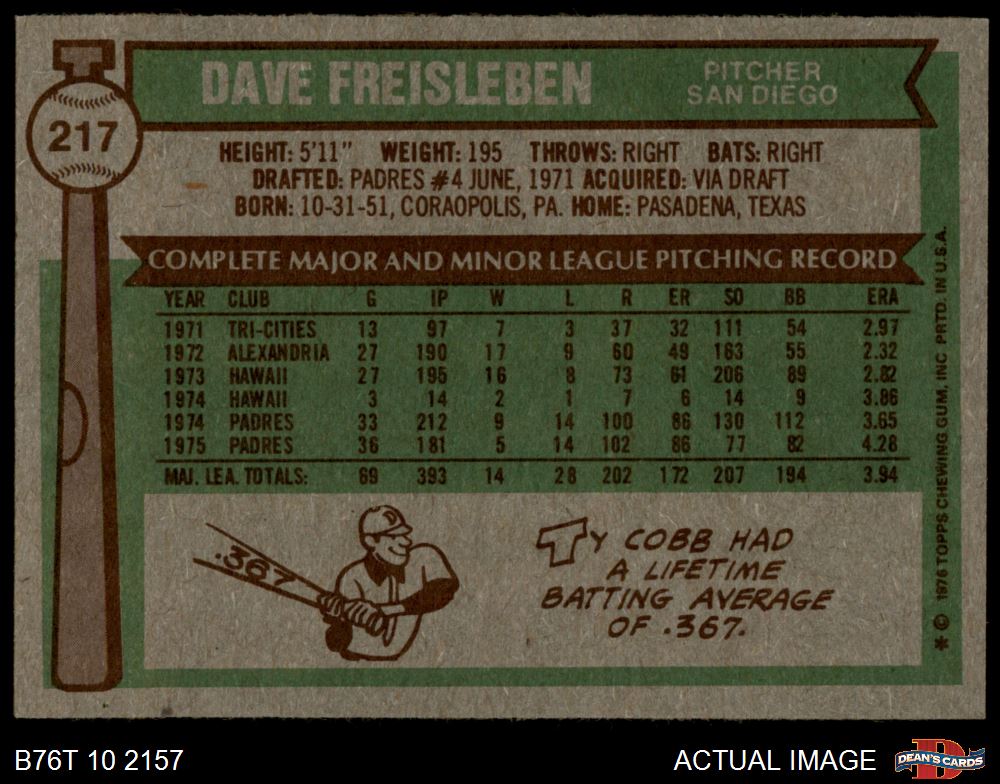 DAVE FREISLEBEN
PITCHER
SAN DIEGO
217
HEIGHT: 5'11" WEIGHT: 195 THROWS: RIGHT BATS: RIGHT
DRAFTED: PADRES #4 JUNE, 1971 ACQUIRED: VIA DRAFT
BORN: 10-31-51, CORAOPOLIS, PA. HOME: PASADENA, TEXAS
COMPLETE MAJOR AND MINOR LEAGUE PITCHING RECORD
YEAR CLUB G IP W L R ER SO BB ERA
1971 TRI-CITIES 13 97 7 3 37 32 111 54 2.97
1972 ALEXANDRIA 27 190 17 9 60 49 163 55 2.32
1973 HAWAII 27 195 16 8 73 61 206 89 2.82
1974 HAWAII 3 14 2 1 7 6 14 9 3.86
1974 PADRES 33 212 9 14 100 86 130 112 3.65
1975 PADRES 36 181 5 14 102 86 77 82 4.28
MAJ. LEA. TOTALS: 69 393 14 28 202 172 207 194 3.94
.367
TY COBB HAD
A LIFETIME
BATTING AVERAGE
OF .367.
* © 1976 TOPPS CHEWING GUM, INC PRTD. IN U.S.A.
B76T 10 2157
ACTUAL IMAGE
D
DEAN'S CARDS